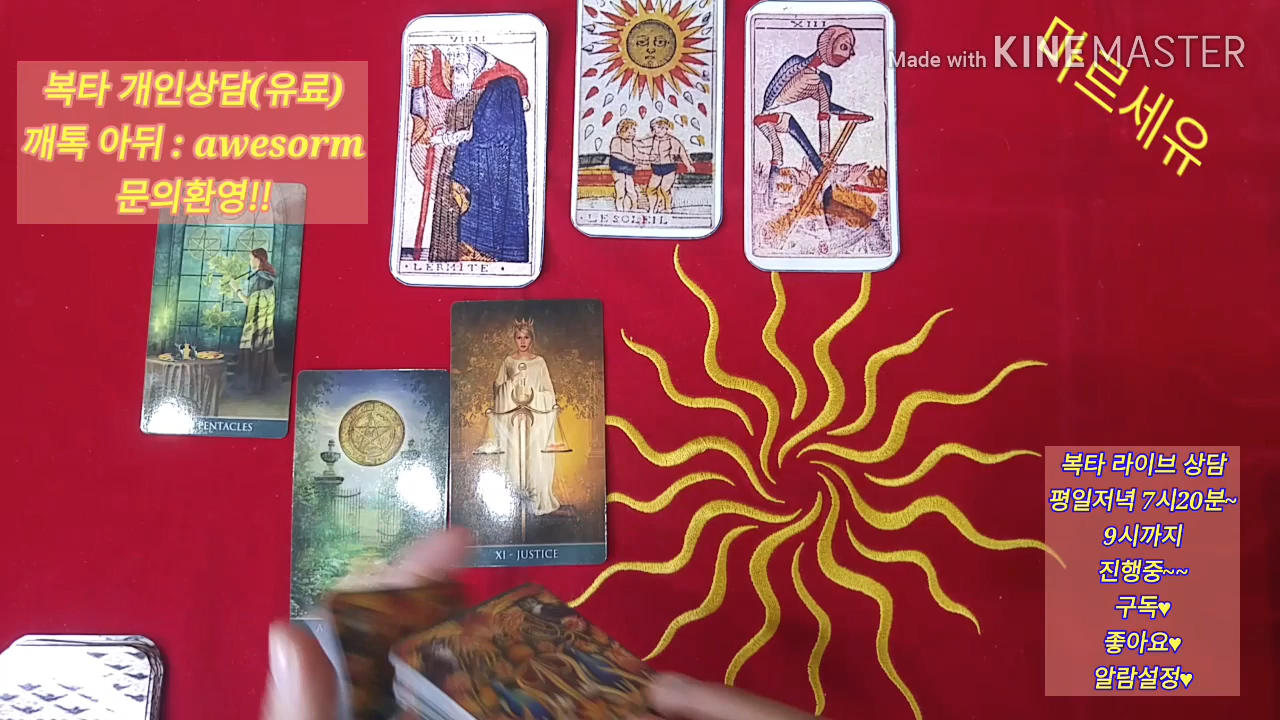 복타 개인상담(유료)
깨톡 아뒤 : awesorm
문의환영!!
VIIII
LERMITE
LE SOLEIL
XIII
Made with KINEMASTER
마르세유
PENTACLES
XI - JUSTICE
복타 라이브 상담
평일저녁 7시20분~
9시까지
진행중~~
구독♥
좋아요♥
알람설정♥